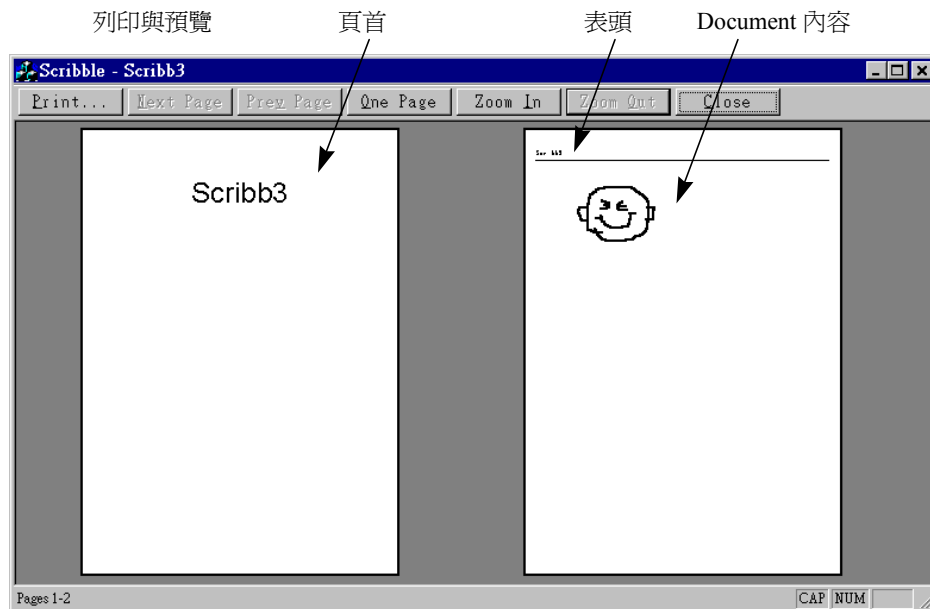 列印與預覽 頁首 表頭 Document 內容
Scribble - Scribb3
Print... Next Page Prev Page One Page Zoom In Zoom Out Close
Scribb3
Pages 1-2 CAP NUM